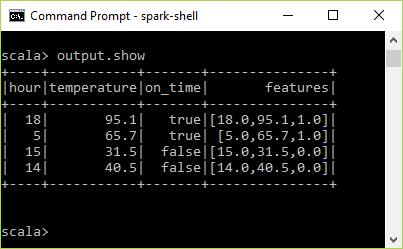 Command Prompt - spark-shell
scala> output.show
+----+-----------+-------+---------------+
|hour|temperature|on_time|       features|
+----+-----------+-------+---------------+
|  18|       95.1|   true|[18.0,95.1,1.0]|
|   5|       65.7|   true| [5.0,65.7,1.0]|
|  15|       31.5|  false|[15.0,31.5,0.0]|
|  14|       40.5|  false|[14.0,40.5,0.0]|
+----+-----------+-------+---------------+
scala>